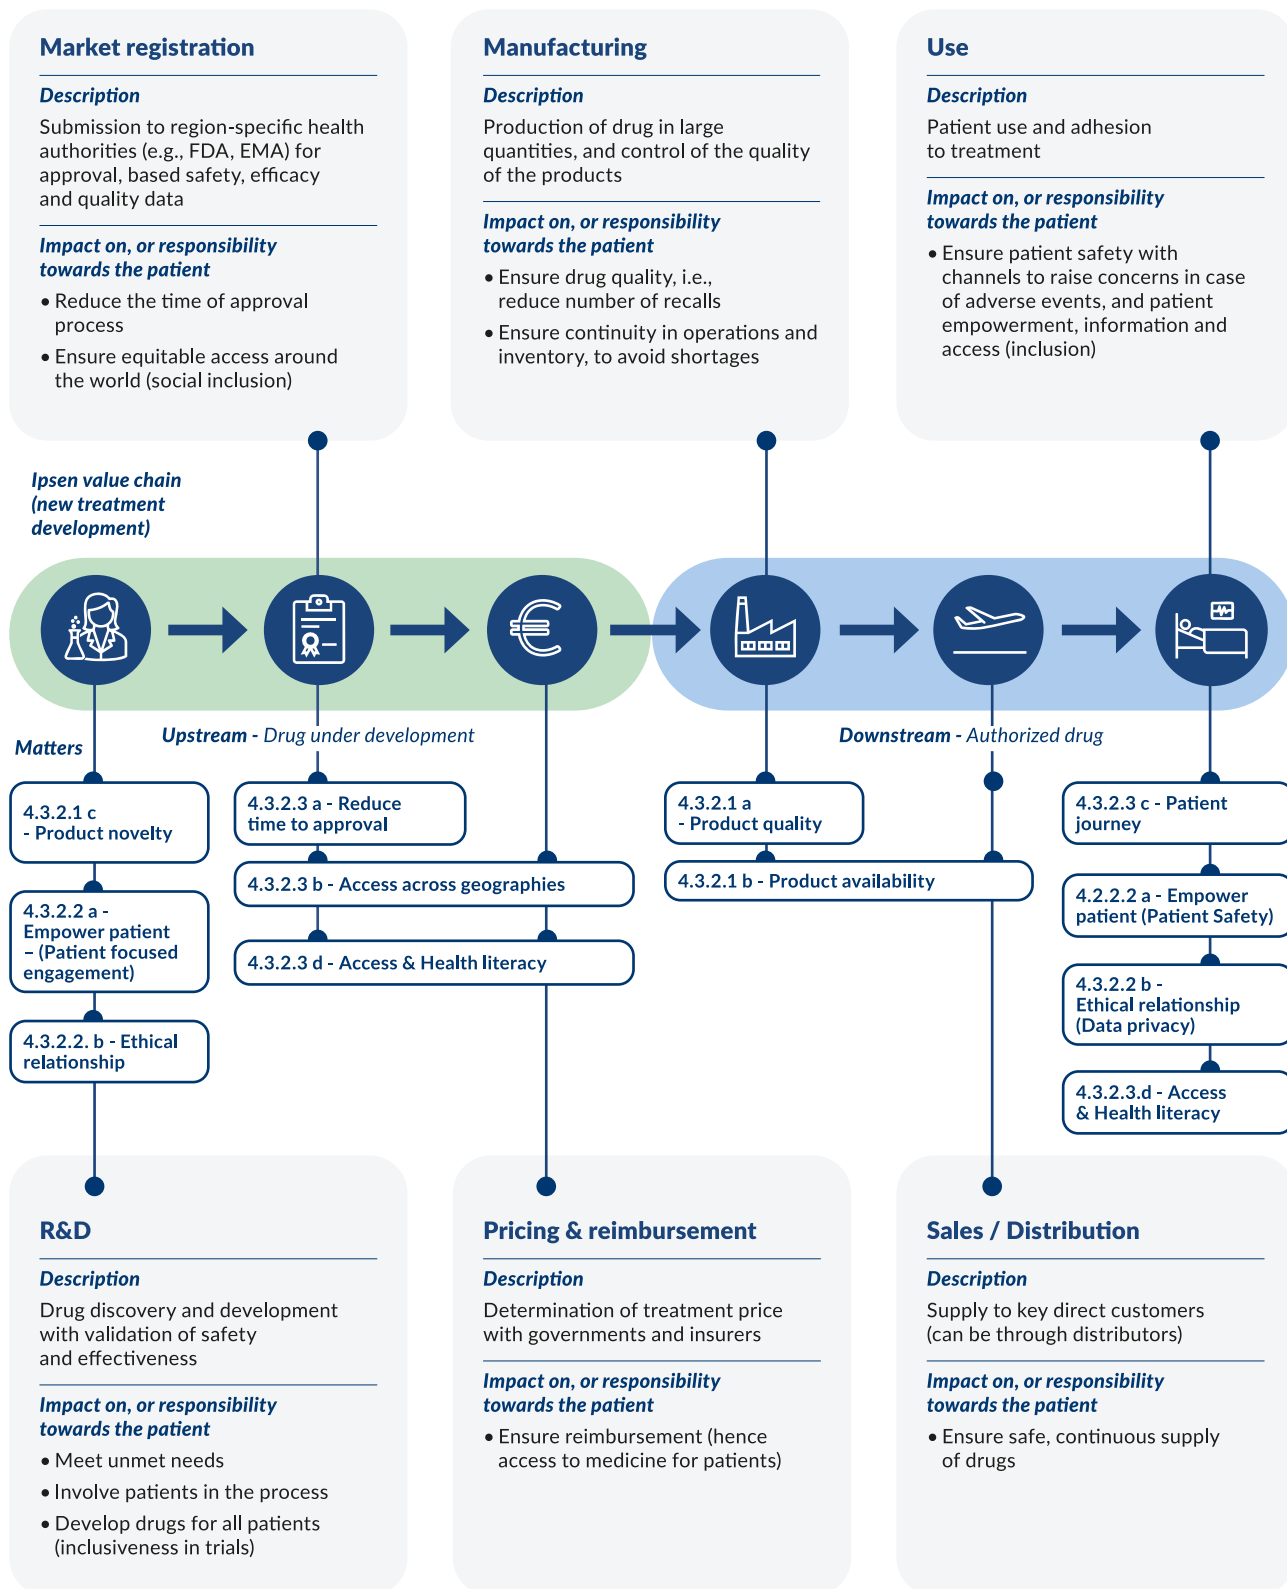 Market registration
Description
Submission to region-specific health
authorities (e.g., FDA, EMA) for
approval, based safety, efficacy
and quality data
Impact on, or responsibility
towards the patient
• Reduce the time of approval
process
• Ensure equitable access around
the world (social inclusion)
Manufacturing
Description
Production of drug in large
quantities, and control of the quality
of the products
Impact on, or responsibility
towards the patient
• Ensure drug quality, i.e.,
reduce number of recalls
• Ensure continuity in operations and
inventory, to avoid shortages
Use
Description
Patient use and adhesion
to treatment
Impact on, or responsibility
towards the patient
• Ensure patient safety with
channels to raise concerns in case
of adverse events, and patient
empowerment, information and
access (inclusion)
Ipsen value chain
(new treatment
development)
Matters
Upstream - Drug under development
Downstream - Authorized drug
4.3.2.1 c
- Product novelty
4.3.2.2 a -
Empower patient
– (Patient focused
engagement)
4.3.2.2. b - Ethical
relationship
4.3.2.3 a - Reduce
time to approval
4.3.2.3 b - Access across geographies
4.3.2.3 d - Access & Health literacy
4.3.2.1 a
- Product quality
4.3.2.1 b - Product availability
4.3.2.3 c - Patient
journey
4.2.2.2 a - Empower
patient (Patient Safety)
4.3.2.2 b -
Ethical relationship
(Data privacy)
4.3.2.3.d - Access
& Health literacy
R&D
Description
Drug discovery and development
with validation of safety
and effectiveness
Impact on, or responsibility
towards the patient
• Meet unmet needs
• Involve patients in the process
• Develop drugs for all patients
(inclusiveness in trials)
Pricing & reimbursement
Description
Determination of treatment price
with governments and insurers
Impact on, or responsibility
towards the patient
• Ensure reimbursement (hence
access to medicine for patients)
Sales / Distribution
Description
Supply to key direct customers
(can be through distributors)
Impact on, or responsibility
towards the patient
• Ensure safe, continuous supply
of drugs